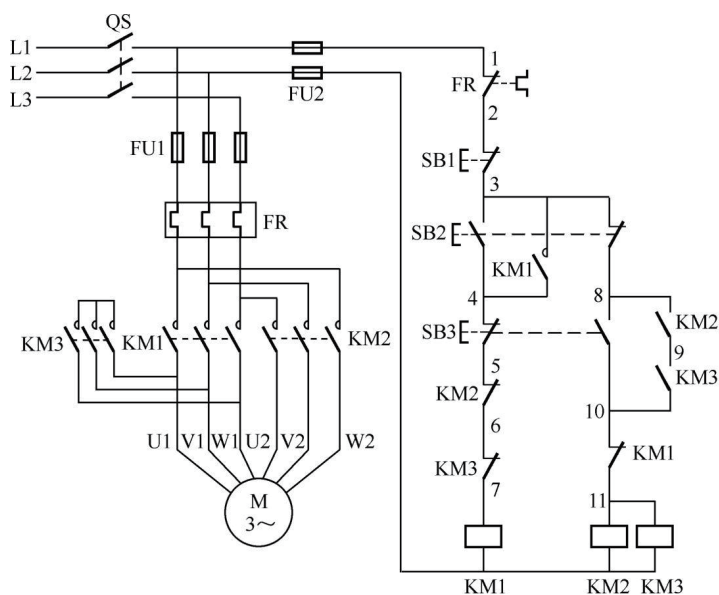 QS
L1
L2
L3
FU2
1
FR
2
FU1
SB1
3
FR
SB2
KM1
4
8
KM3
KM1
KM2
SB3
KM2
5
9
KM2
KM3
6
10
U1 V1 W1 U2 V2 W2
KM3
KM1
7
11
M
3～
KM1
KM2 KM3